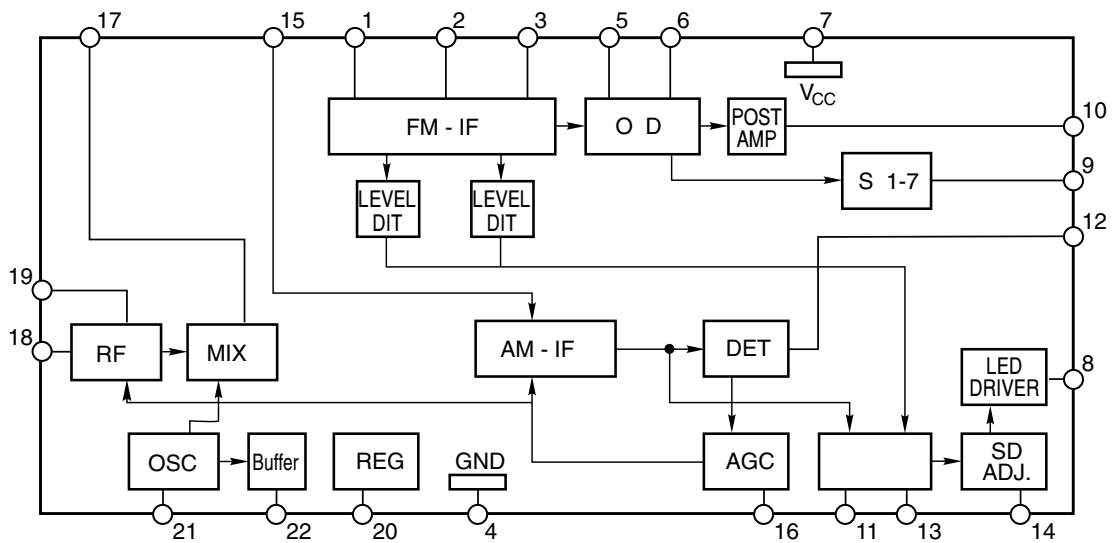 17 15 1 2 3 5 6 7
VCC
FM - IF
O D
POST
AMP
10
LEVEL
DIT
LEVEL
DIT
S 1-7
9
12
19
18
RF
MIX
AM - IF
DET
LED
DRIVER
8
OSC
Buffer
REG
GND
AGC
SD
ADJ.
21 22 20 4 16 11 13 14